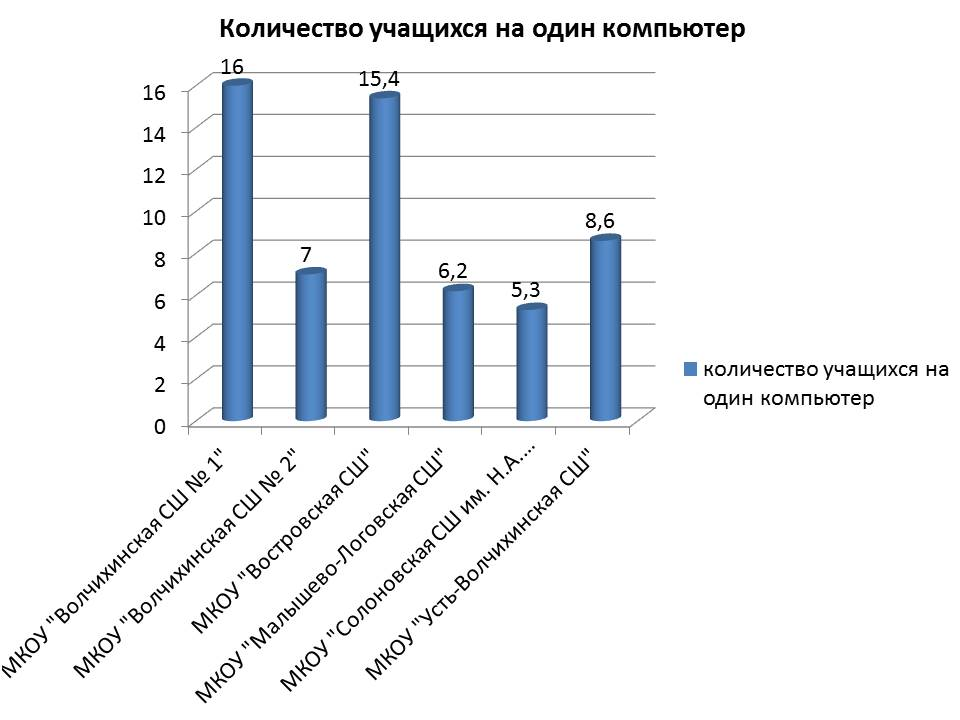 Количество учащихся на один компьютер
16
15,4
7
6,2
5,3
8,6
16
14
12
10
8
6
4
2
0
МКОУ "Волчихинская СШ № 1"
МКОУ "Волчихинская СШ № 2"
МКОУ "Востровская СШ"
МКОУ "Малышево-Логовская СШ"
МКОУ "Солоновская СШ им. Н.А....
МКОУ "Усть-Волчихинская СШ"
количество учащихся на
один компьютер